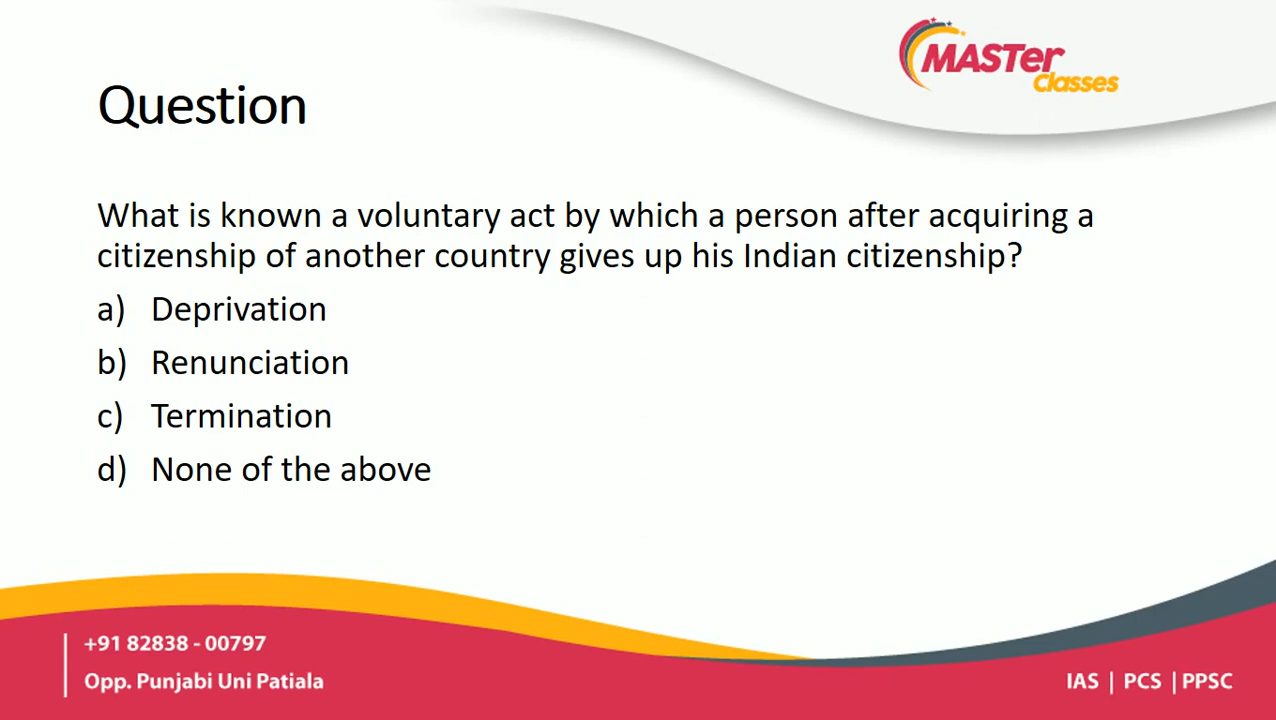 MASTer
Classes
Question
What is known a voluntary act by which a person after acquiring a
citizenship of another country gives up his Indian citizenship?
a) Deprivation
b) Renunciation
c) Termination
d) None of the above
+91 82838 - 00797
Opp. Punjabi Uni Patiala
IAS | PCS | PPSC